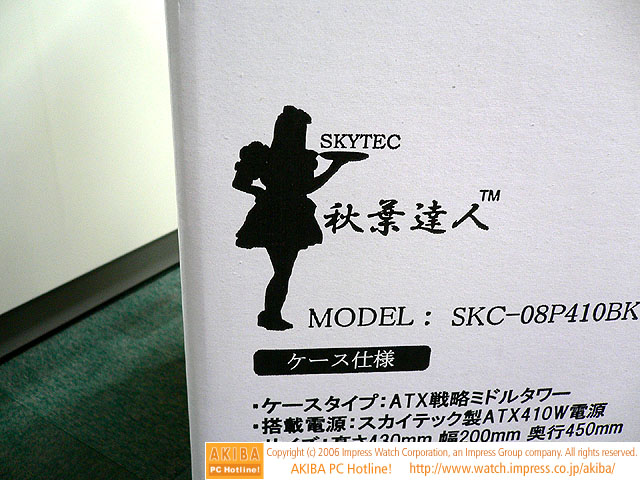 SKYTEC
秋葉達人™
MODEL : SKC-08P410BK
ケース仕様
・ケースタイプ:ATX戦略ミドルタワー
・搭載電源:スカイテック製ATX410W電源
・サイズ:高さ430mm 幅200mm 奥行450mm
AKIBA PC Hotline!
Copyright (c) 2006 Impress Watch Corporation, an Impress Group company. All rights reserved.
AKIBA PC Hotline! http://www.watch.impress.co.jp/akiba/